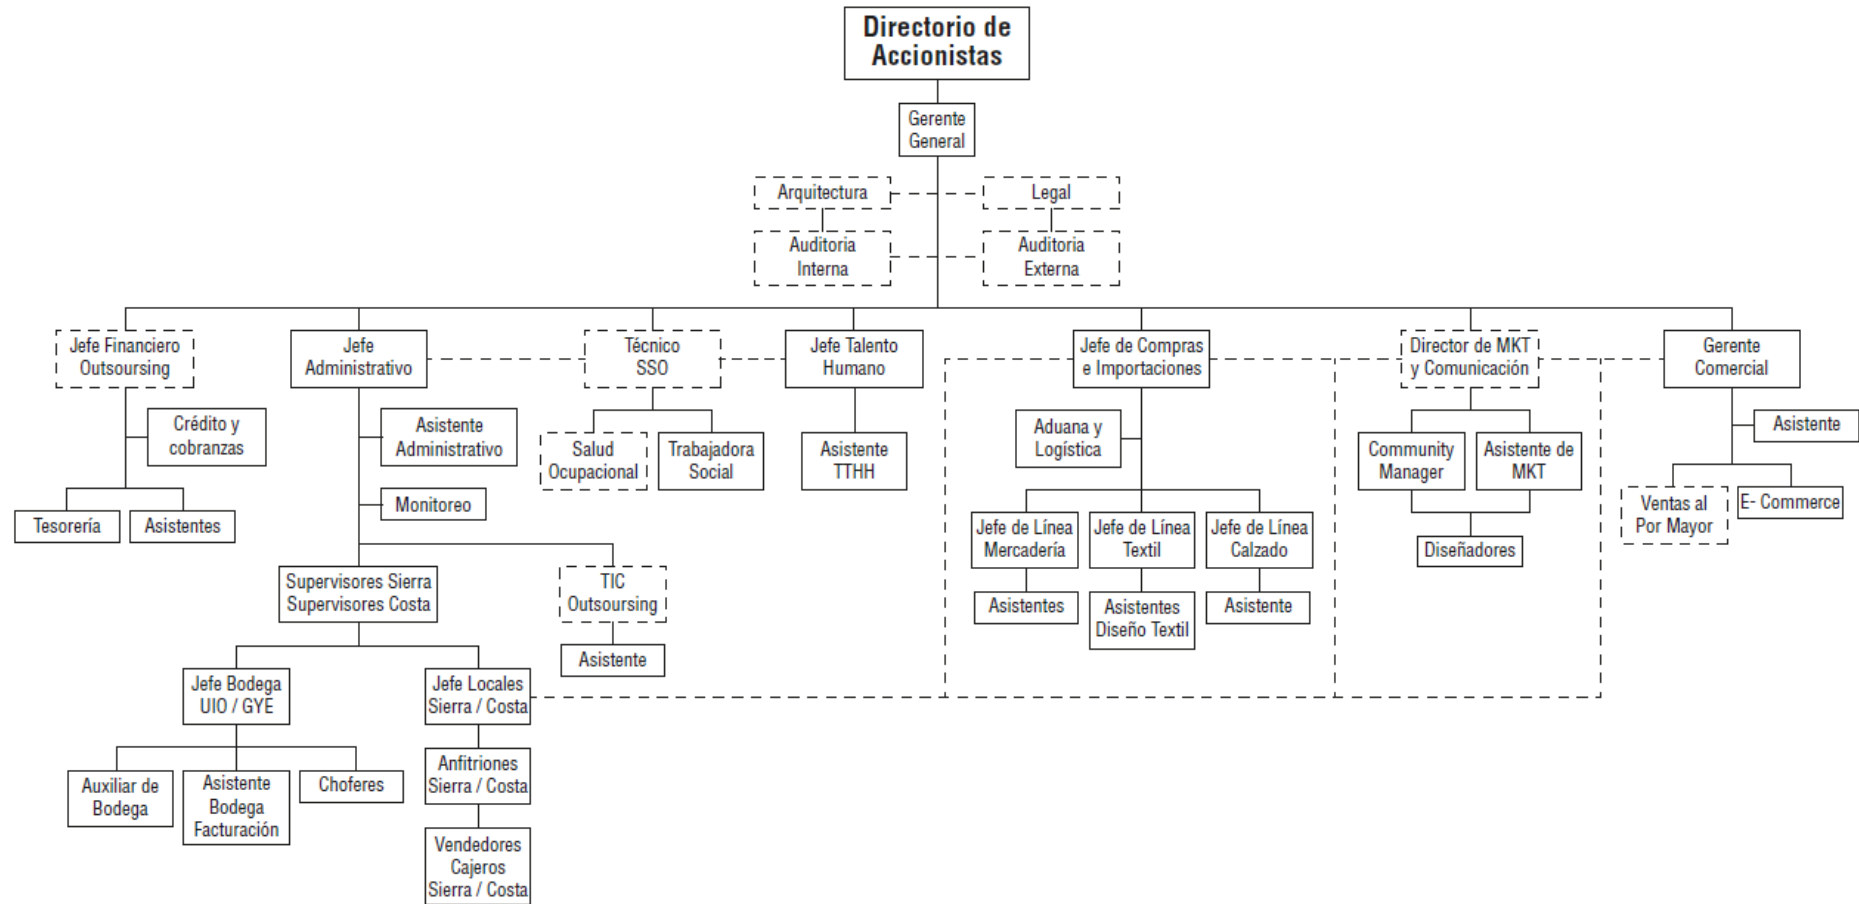 Directorio de
Accionistas
Gerente
General
Arquitectura
Legal
Auditoria
Interna
Auditoria
Externa
Jefe Financiero
Outsoursing
Jefe
Administrativo
Técnico
SSO
Jefe Talento
Humano
Jefe de Compras
e Importaciones
Director de MKT
y Comunicación
Gerente
Comercial
Crédito y
cobranzas
Tesorería
Asistentes
Asistente
Administrativo
Monitoreo
Salud
Ocupacional
Trabajadora
Social
Asistente
TTHH
Aduana y
Logística
Community
Manager
Asistente de
MKT
Asistente
Ventas al
Por Mayor
E- Commerce
Jefe de Línea
Mercadería
Jefe de Línea
Textil
Jefe de Línea
Calzado
Diseñadores
Supervisores Sierra
Supervisores Costa
TIC
Outsoursing
Asistentes
Asistentes
Diseño Textil
Asistente
Asistente
Jefe Bodega
UIO / GYE
Jefe Locales
Sierra / Costa
Auxiliar de
Bodega
Asistente
Bodega
Facturación
Choferes
Anfitriones
Sierra / Costa
Vendedores
Cajeros
Sierra / Costa